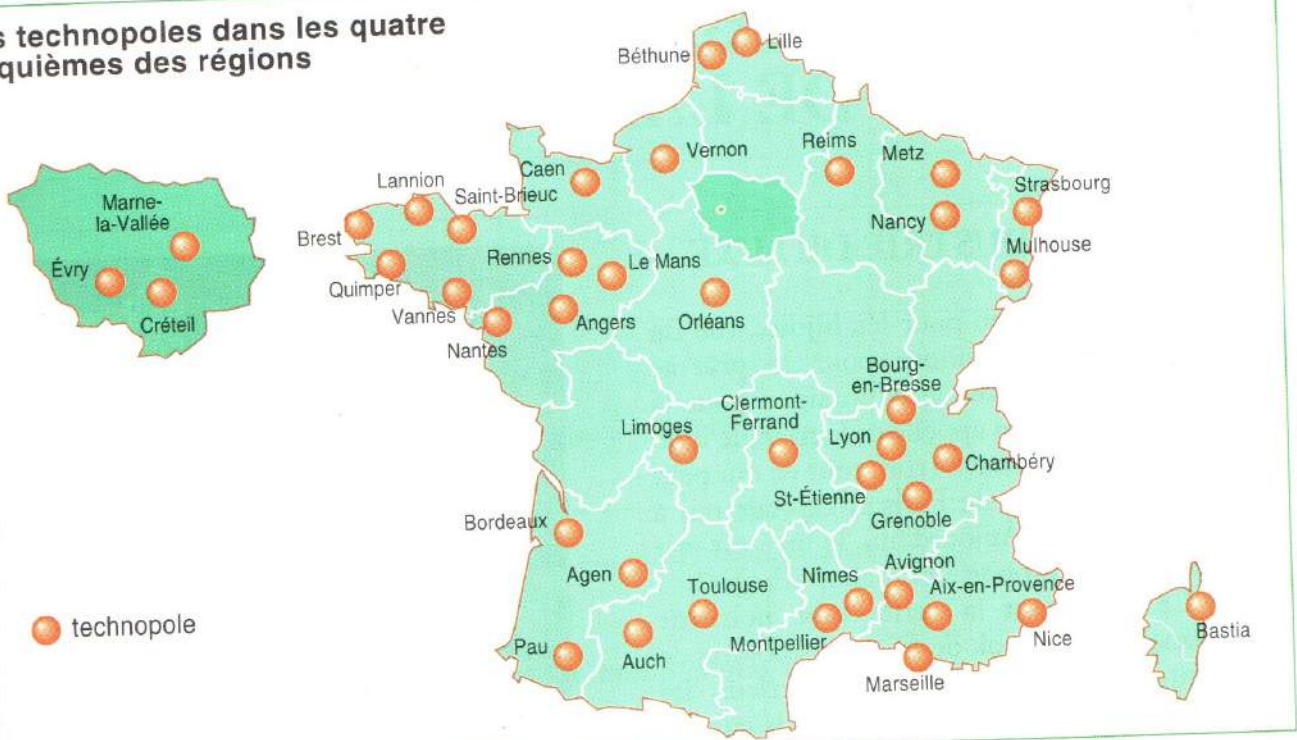 s technopoles dans les quatre
quièmes des régions
Béthune
Lille
Vernon
Reims
Metz
Caen
Strasbourg
Nancy
Mulhouse
Lannion
Saint-Brieuc
Brest
Quimper
Vannes
Nantes
Rennes
Le Mans
Angers
Orléans
Marne-
la-Vallée
Évry
Créteil
Bourg-
en-Bresse
Clermont-
Ferrand
Limoges
Lyon
Chambéry
St-Étienne
Grenoble
Bordeaux
Agen
Toulouse
Nîmes
Avignon
Aix-en-Provence
Pau
Auch
Montpellier
Nice
Marseille
Bastia
technopole